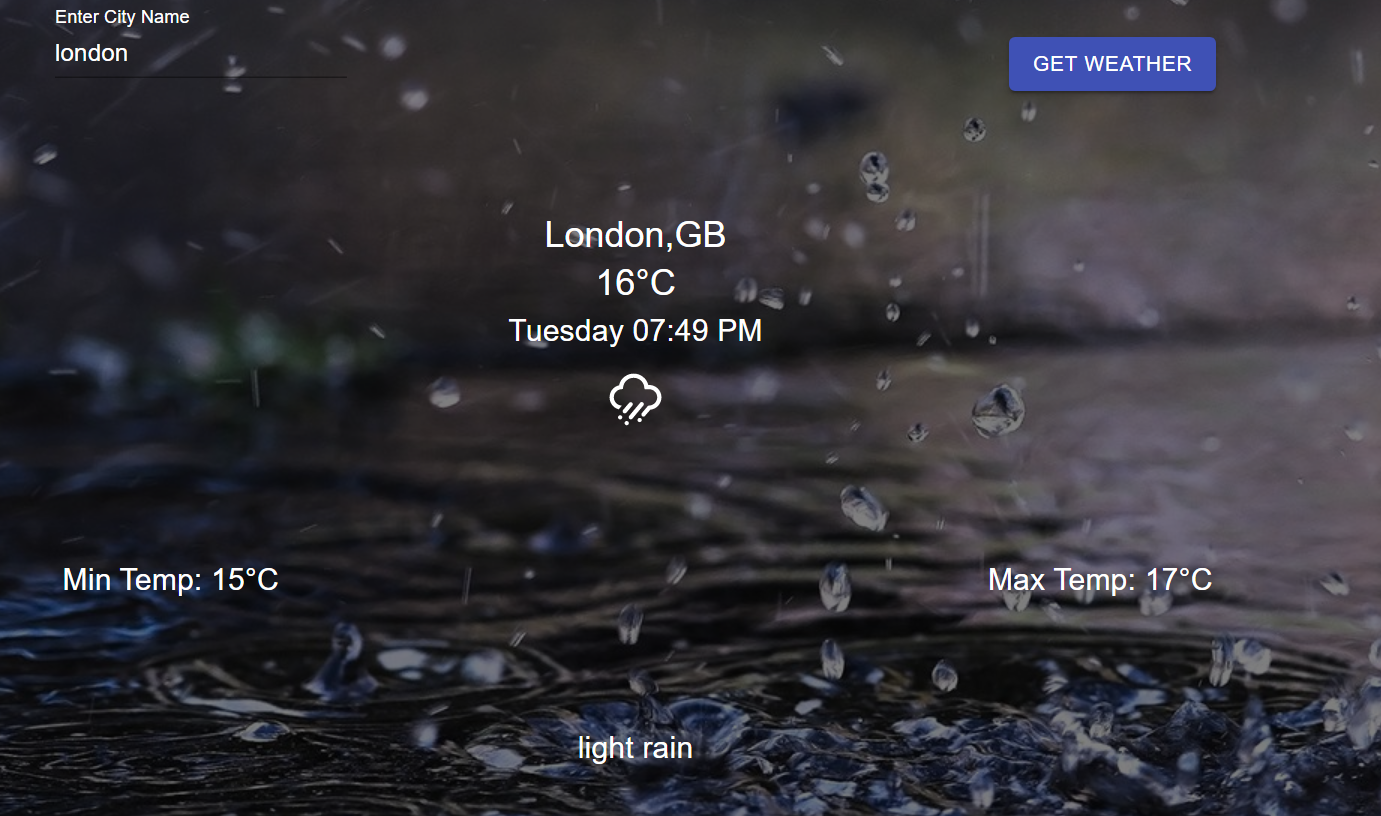 Enter City Name
london
GET WEATHER
London,GB
16°C
Tuesday 07:49 PM
Min Temp: 15°C
Max Temp: 17°C
light rain